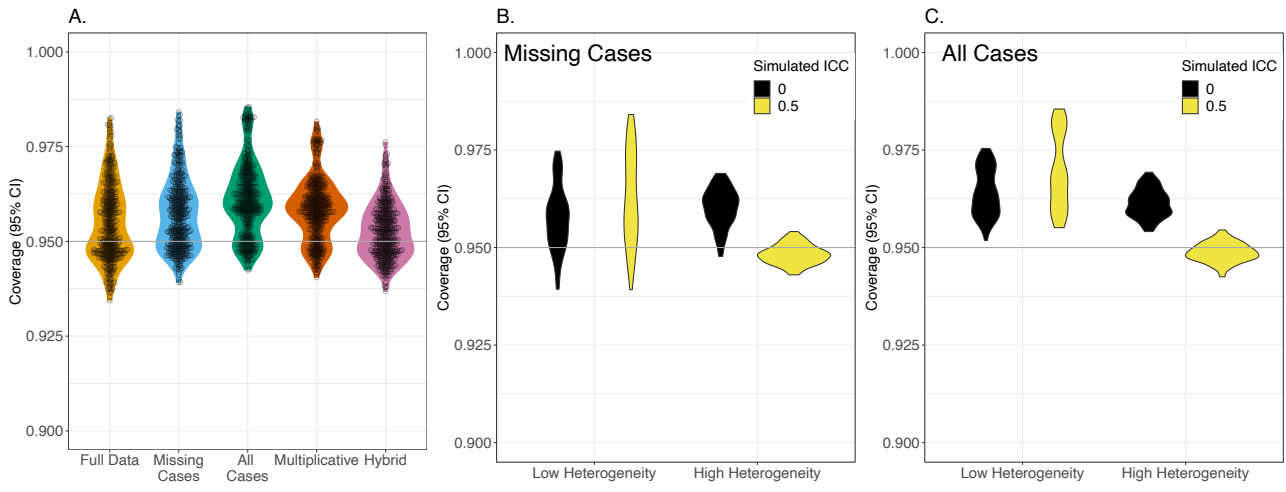 A.
Coverage (95% CI)
1.000
0.975
0.950
0.925
0.900
Full Data
Missing
Cases
All
Cases
Multiplicative
Hybrid
B.
Missing Cases
Simulated ICC
0
0.5
Coverage (95% CI)
1.000
0.975
0.950
0.925
0.900
Low Heterogeneity
High Heterogeneity
C.
All Cases
Simulated ICC
0
0.5
Coverage (95% CI)
1.000
0.975
0.950
0.925
0.900
Low Heterogeneity
High Heterogeneity